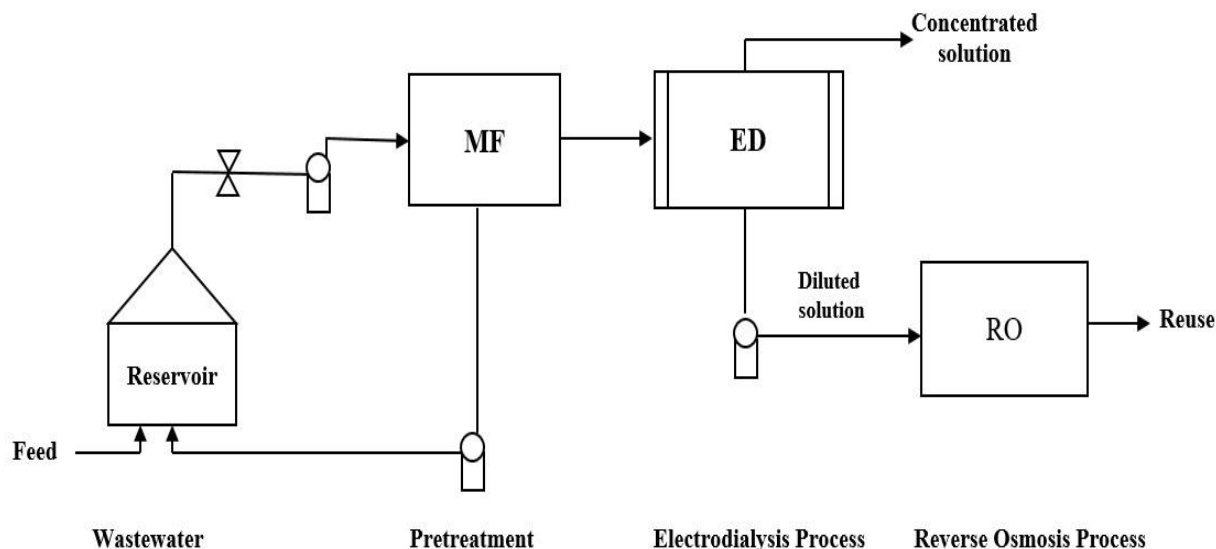 Concentrated
solution
MF
ED
Diluted
solution
RO
Reuse
Reservoir
Feed
Wastewater
Pretreatment
Electrodialysis Process
Reverse Osmosis Process